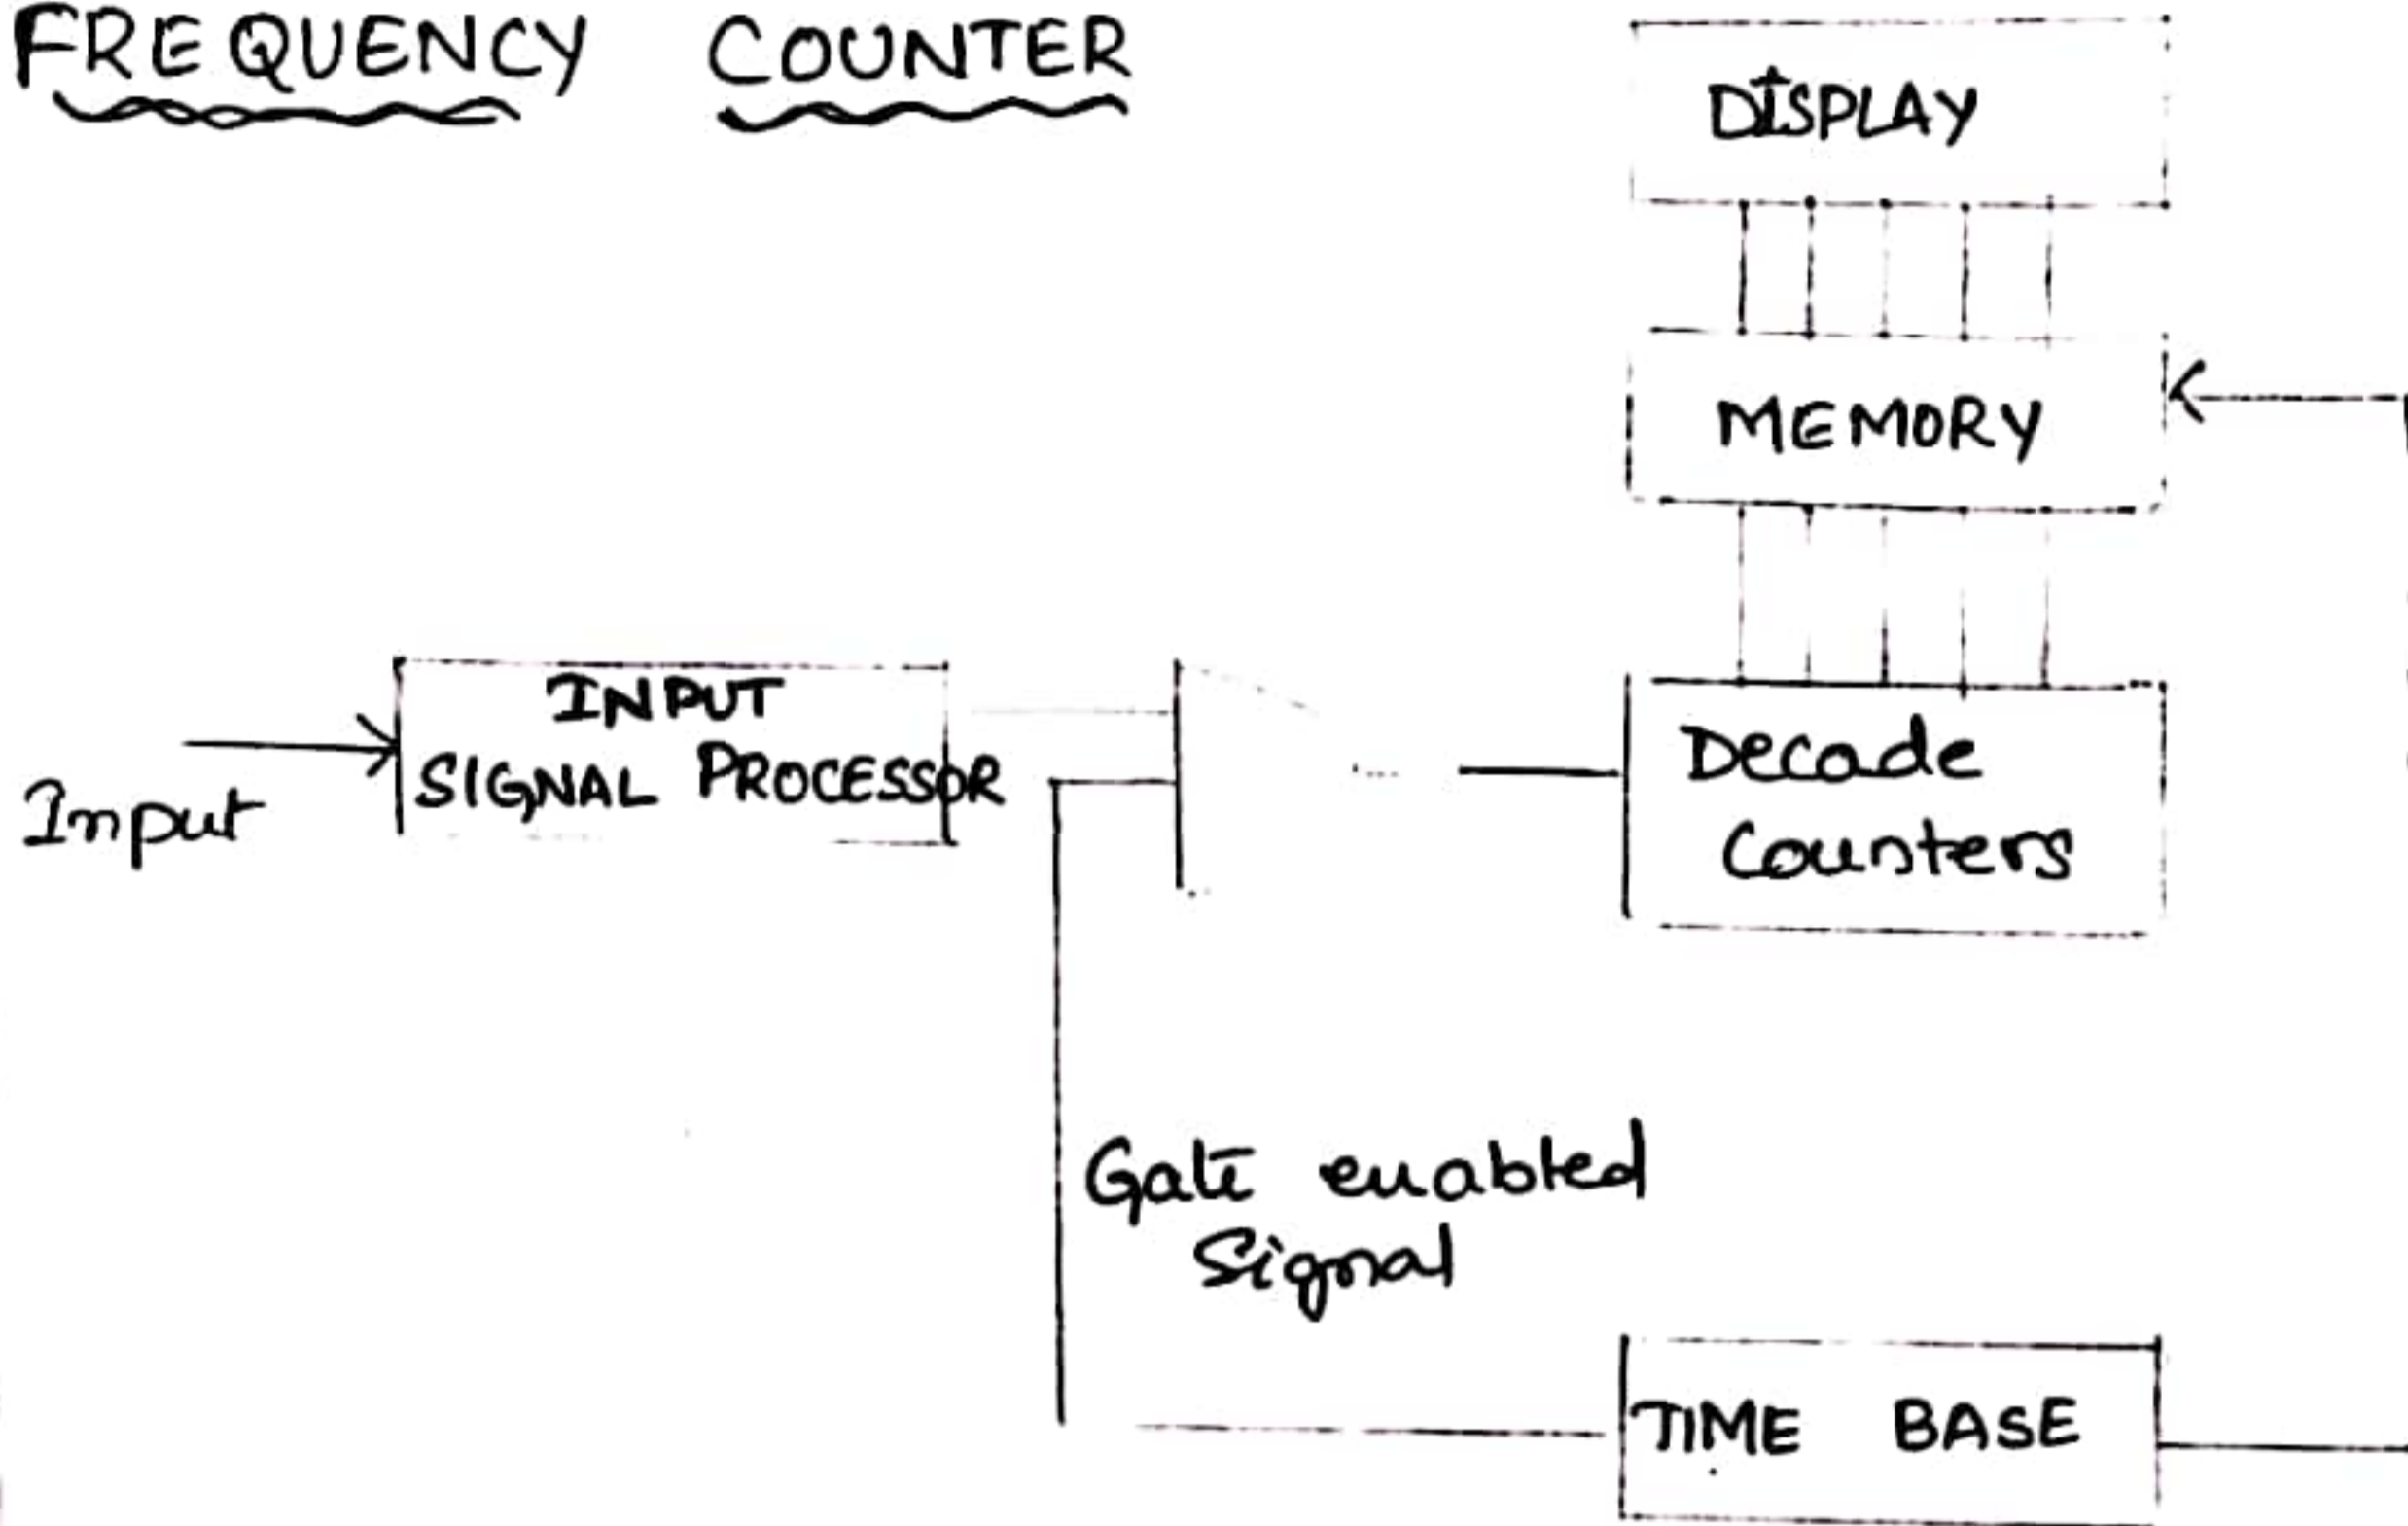 FREQUENCY COUNTER
DISPLAY
MEMORY
INPUT
SIGNAL PROCESSOR
Input
Decade
Counters
Gate enabled
Signal
TIME BASE